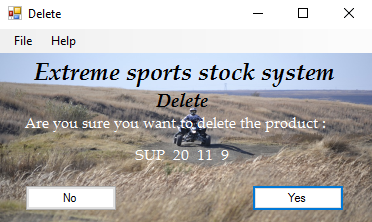 Delete
File Help
Extreme sports stock system
Delete
Are you sure you want to delete the product :
SUP 20 11 9
No Yes